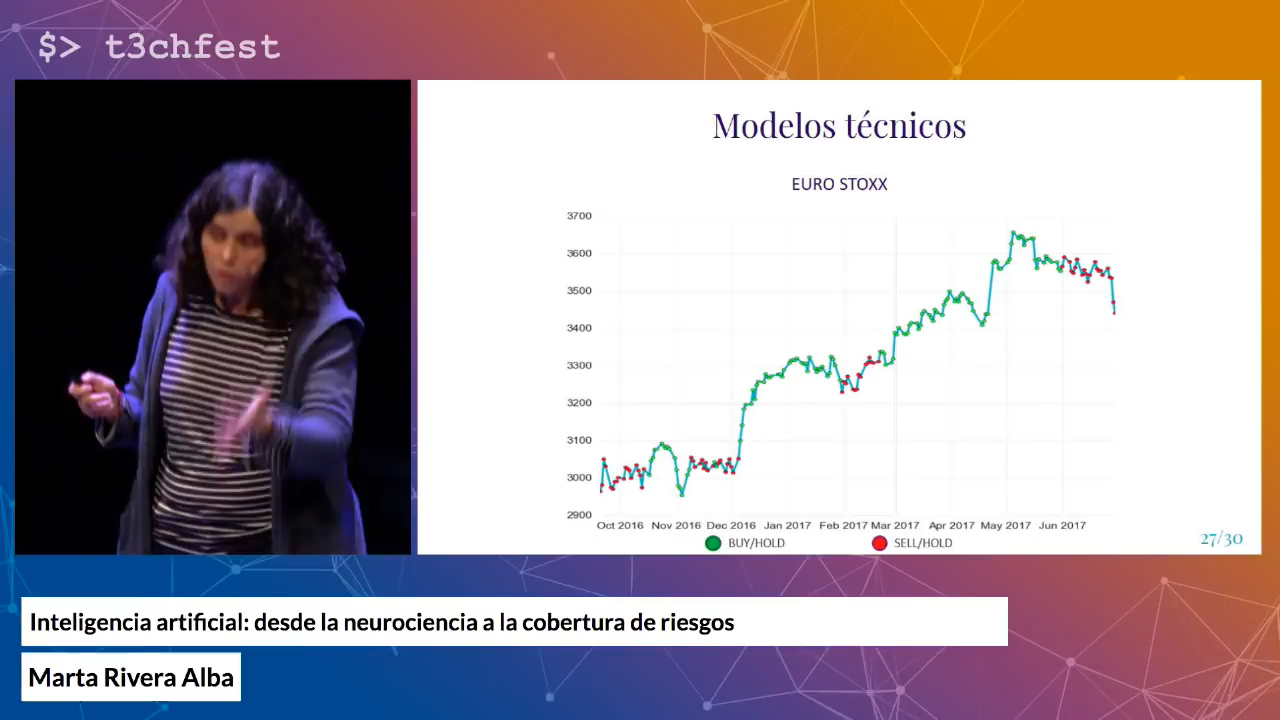 $> t3chfest
Modelos técnicos
EURO STOXX
3700
3600
3500
3400
3300
3200
3100
3000
2900
Oct 2016 Nov 2016 Dec 2016 Jan 2017 Feb 2017 Mar 2017 Apr 2017 May 2017 Jun 2017
BUY/HOLD SELL/HOLD
27/30
Inteligencia artificial: desde la neurociencia a la cobertura de riesgos
Marta Rivera Alba